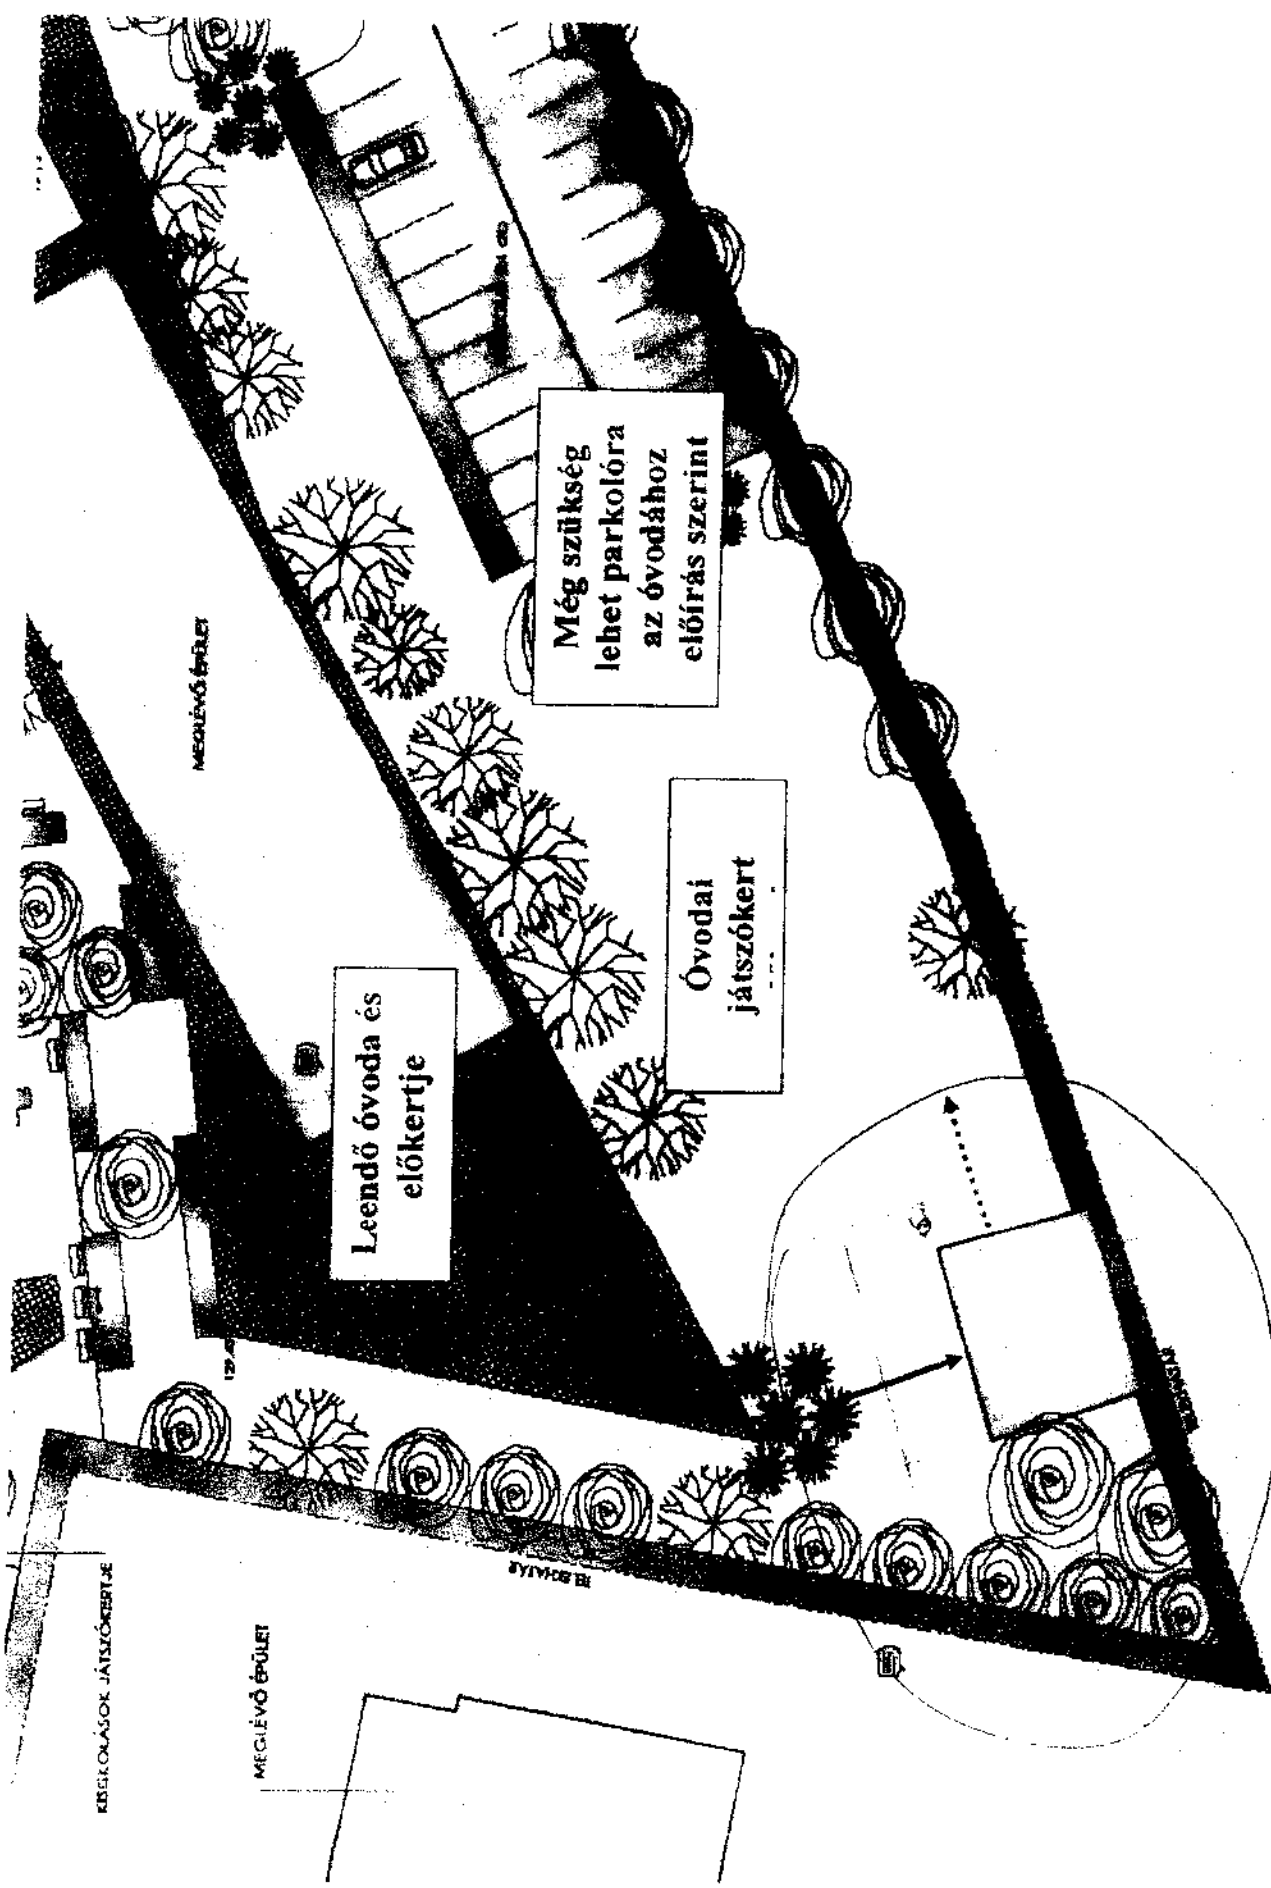 Még szükség
lehet parkolóra
az óvodához
előírás szerint
Óvodai
játszókert
Leendő óvoda és
előkertje
MEGLÉVŐ ÉPÜLET
KISISKOLÁSOK JÁTSZÓKERTJE
MEGLÉVŐ ÉPÜLET
TELEKHATÁR